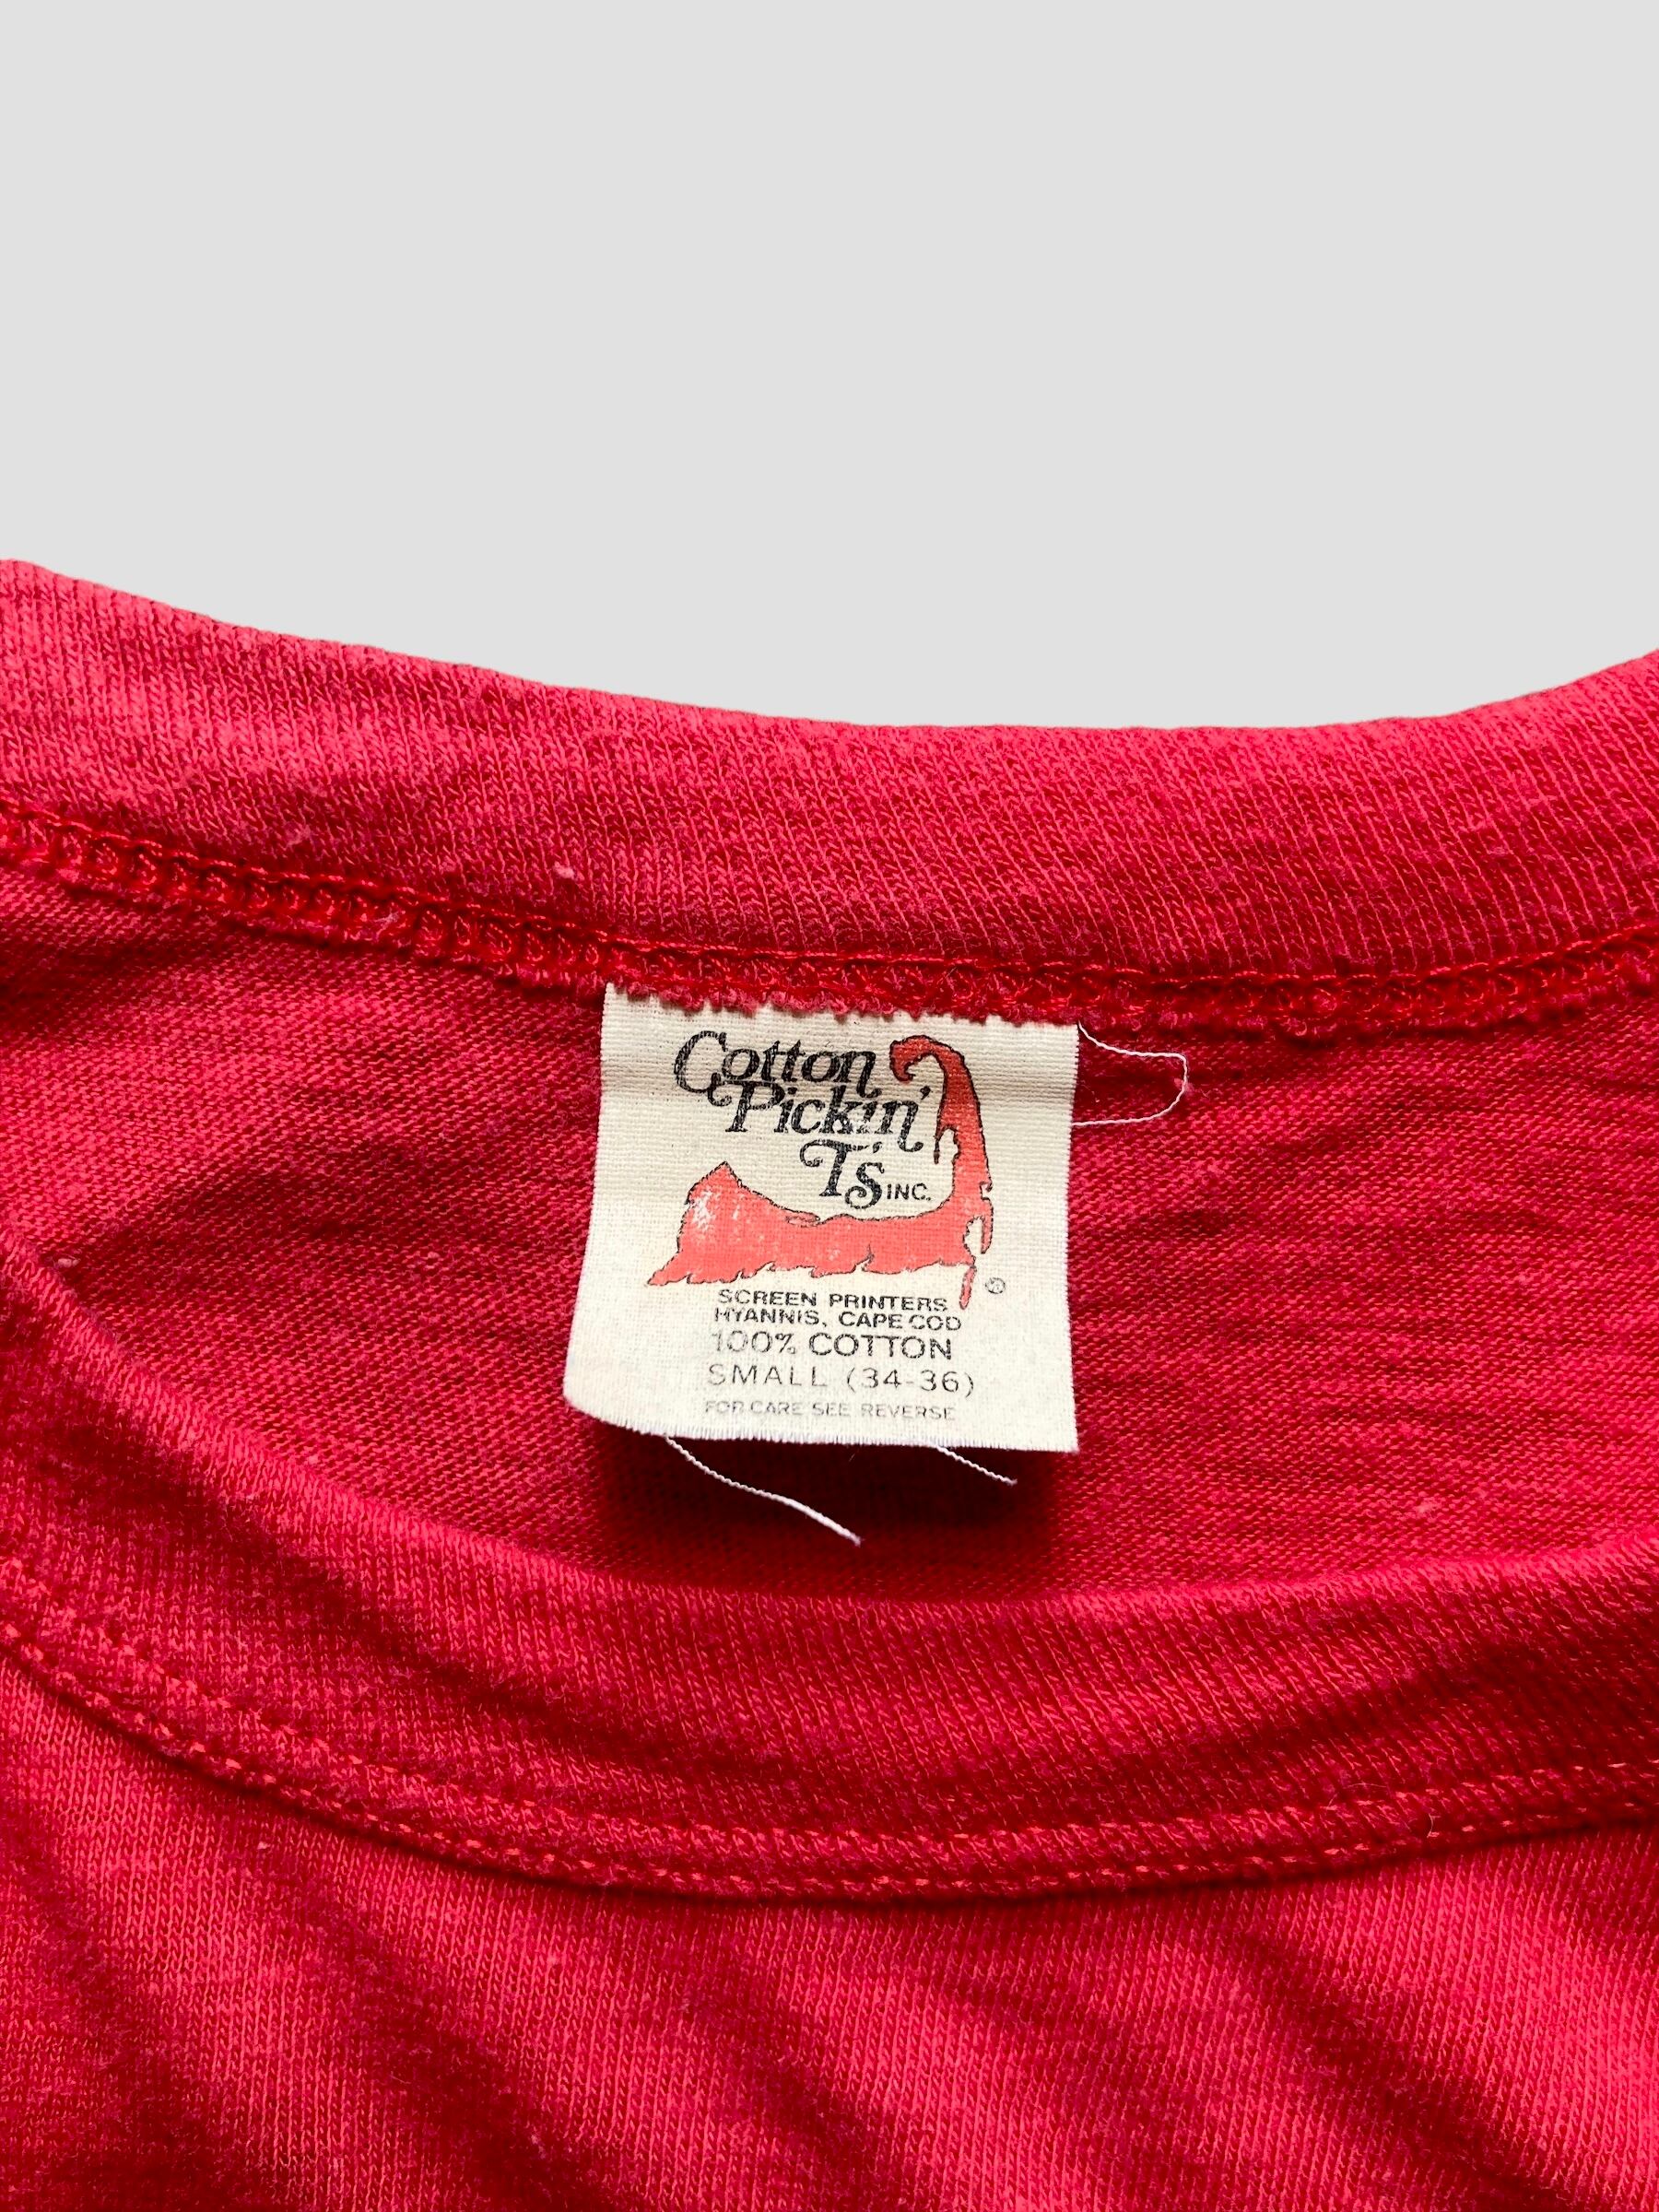 Cotton
Pickin'
T's INC.
®
SCREEN PRINTERS
HYANNIS, CAPE COD
100% COTTON
SMALL (34-36)
FOR CARE SEE REVERSE